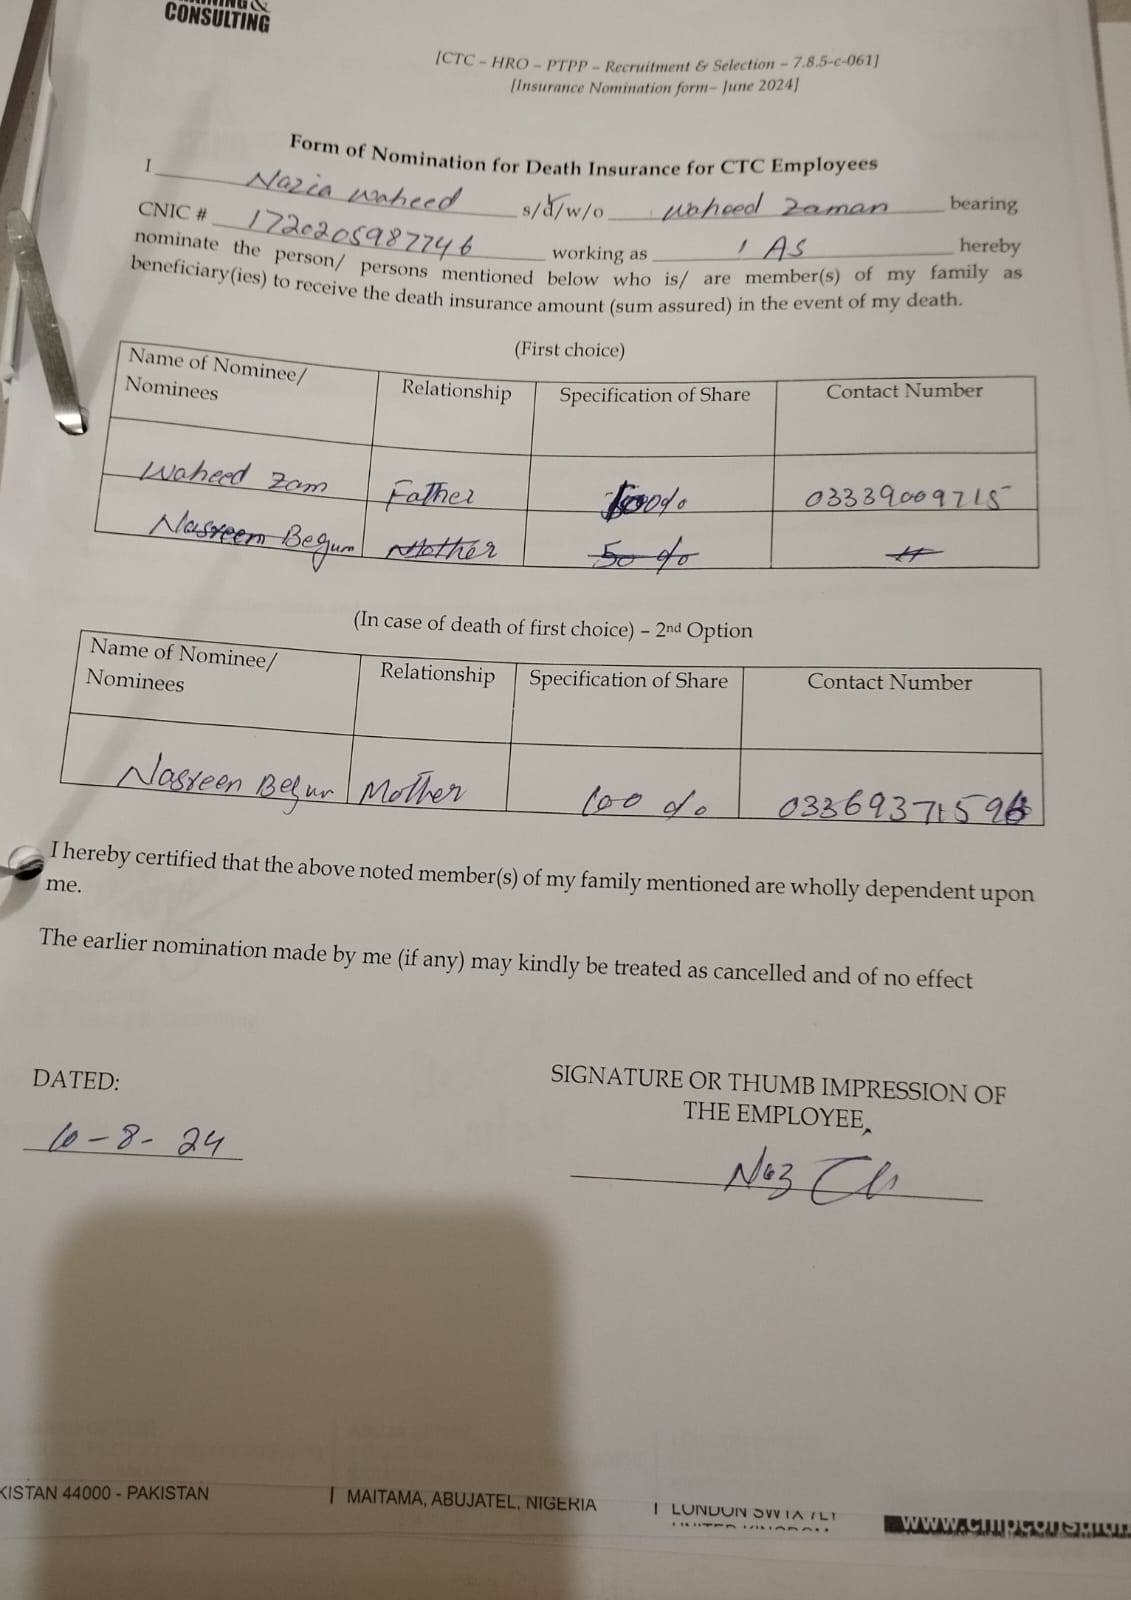 CONSULTING
[CTC – HRO – PTPP – Recruitment & Selection – 7.8.5-c-061]
[Insurance Nomination form– June 2024]
Form of Nomination for Death Insurance for CTC Employees
I Nazia waheed s/d/w/o waheed zaman bearing
CNIC # 1720205987746 working as AS hereby
nominate the person/ persons mentioned below who is/ are member(s) of my family as
beneficiary(ies) to receive the death insurance amount (sum assured) in the event of my death.
(First choice)
Name of Nominee/ Nominees Relationship Specification of Share Contact Number
Waheed Zam Father 100% 03339009715
Nasreem Begum Mother 50 % "
(In case of death of first choice) – 2nd Option
Name of Nominee/ Nominees Relationship Specification of Share Contact Number
Nasreen Begum Mother 100 %
I hereby certified that the above noted member(s) of my family mentioned are wholly dependent upon
me.
The earlier nomination made by me (if any) may kindly be treated as cancelled and of no effect
DATED:
SIGNATURE OR THUMB IMPRESSION OF
THE EMPLOYEE
10-8-24
KISTAN 44000 - PAKISTAN | MAITAMA, ABUJATEL, NIGERIA | LONDON SW1X 7LY